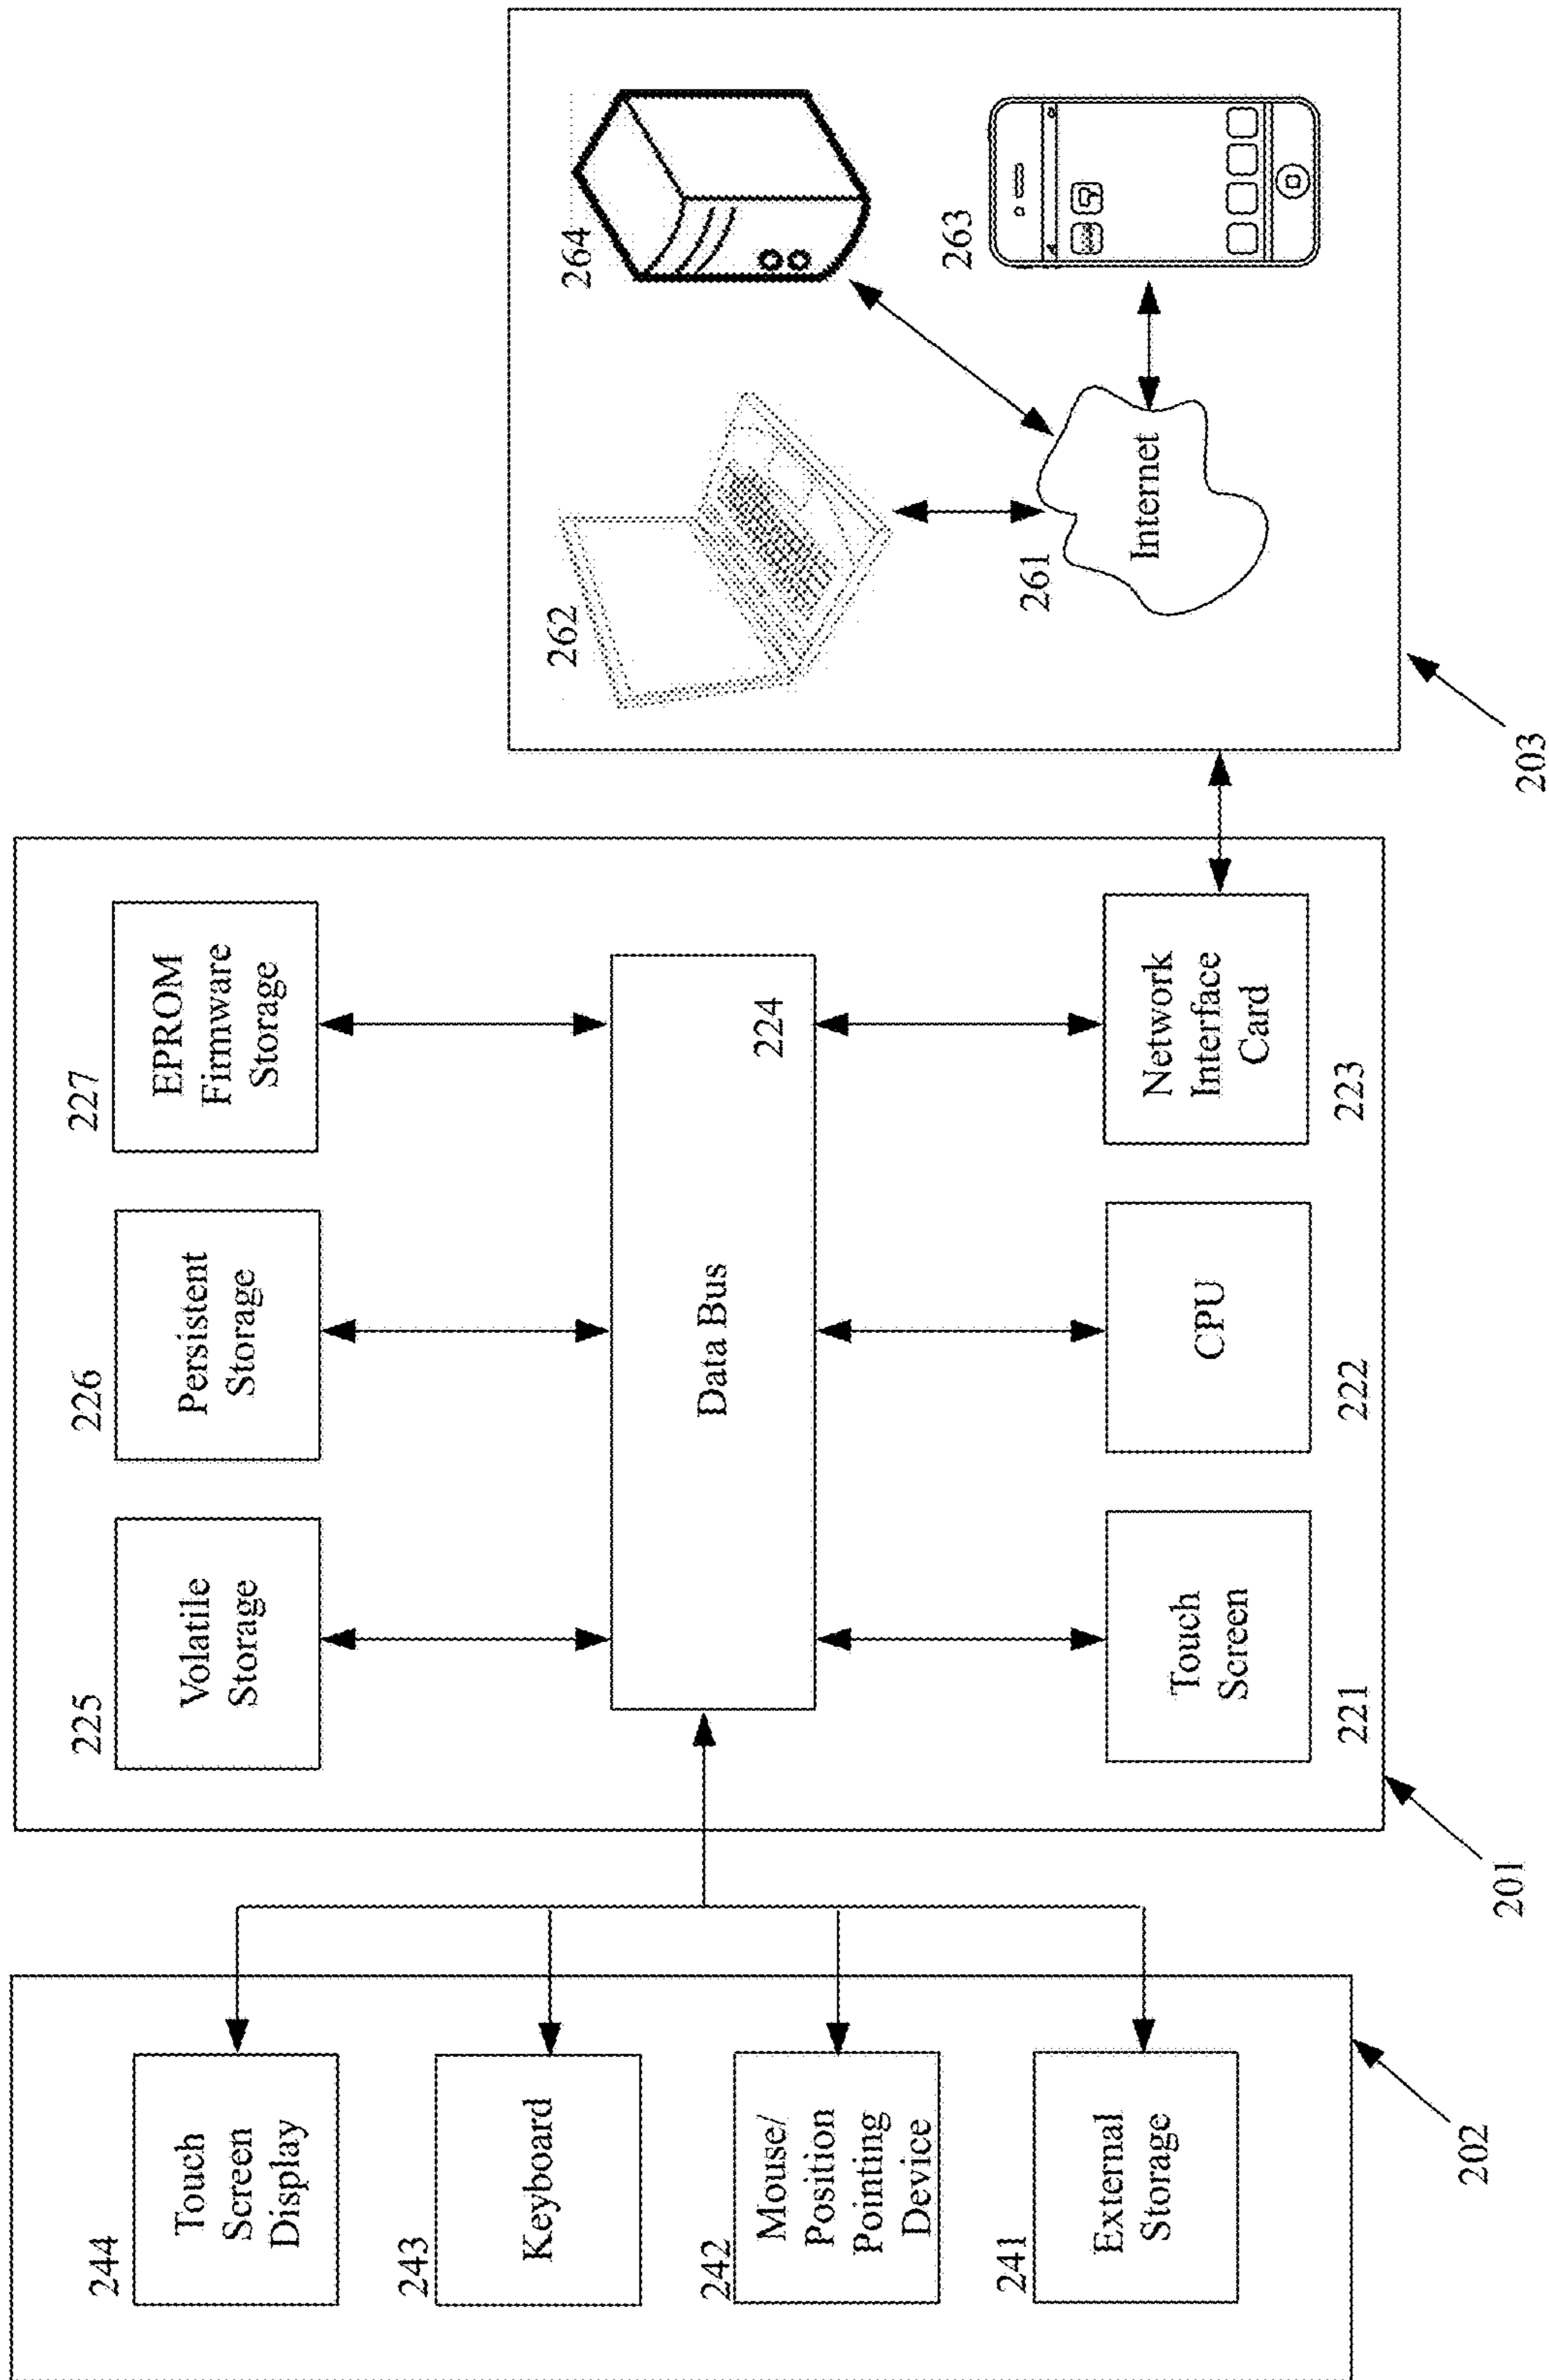 244
Touch
Screen
Display
243
Keyboard
242
Mouse/
Position
Pointing
Device
241
External
Storage
202
225
Volatile
Storage
226
Persistent
Storage
227
EPROM
Firmware
Storage
Data Bus
224
Touch
Screen
221
CPU
222
Network
Interface
Card
223
201
262
264
261
Internet
263
203